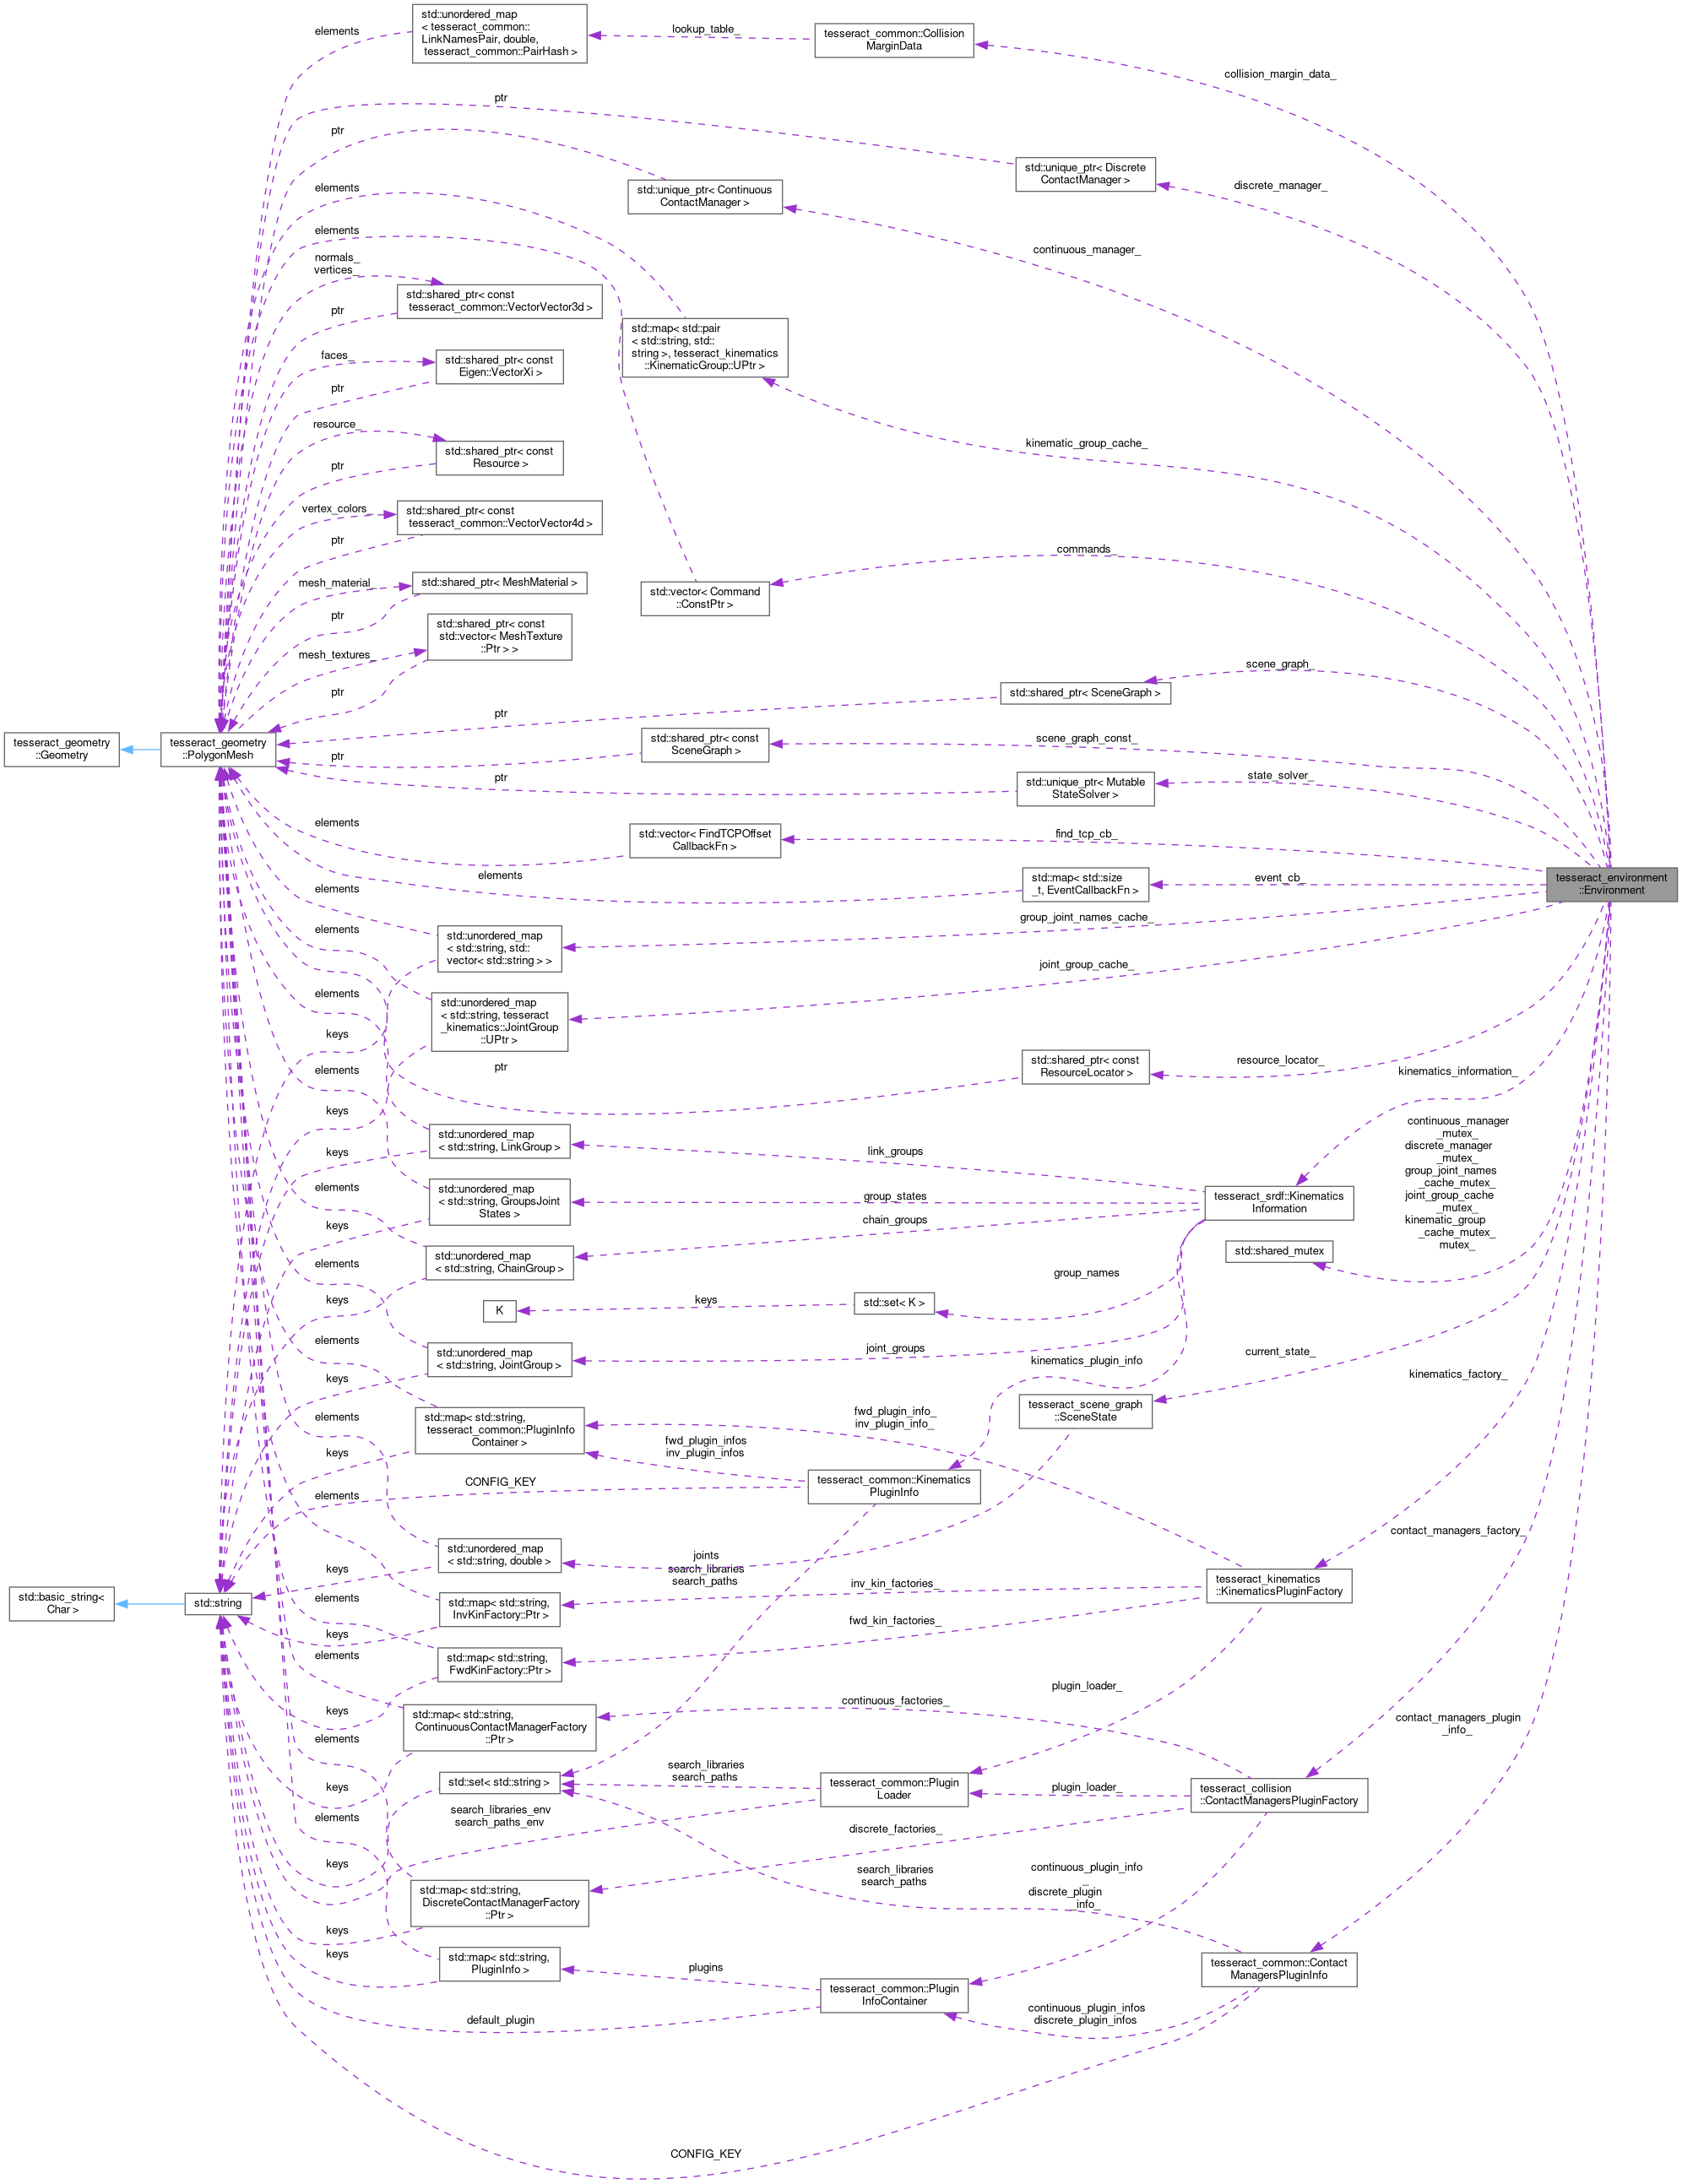 std::unordered_map
< tesseract_common::
LinkNamesPair, double,
tesseract_common::PairHash >
elements
lookup_table_
tesseract_common::Collision
MarginData
collision_margin_data_
ptr
std::unique_ptr< Discrete
ContactManager >
discrete_manager_
ptr
std::unique_ptr< Continuous
ContactManager >
continuous_manager_
elements
elements
normals_
vertices_
std::shared_ptr< const
tesseract_common::VectorVector3d >
ptr
std::map< std::pair
< std::string, std::
string >, tesseract_kinematics
::KinematicGroup::UPtr >
faces_
std::shared_ptr< const
Eigen::VectorXi >
ptr
resource_
kinematic_group_cache_
std::shared_ptr< const
Resource >
ptr
vertex_colors_
std::shared_ptr< const
tesseract_common::VectorVector4d >
ptr
commands_
mesh_material_
std::shared_ptr< MeshMaterial >
std::vector< Command
::ConstPtr >
ptr
std::shared_ptr< const
std::vector< MeshTexture
::Ptr > >
mesh_textures_
ptr
scene_graph_
std::shared_ptr< SceneGraph >
ptr
tesseract_geometry
::Geometry
tesseract_geometry
::PolygonMesh
std::shared_ptr< const
SceneGraph >
scene_graph_const_
ptr
ptr
std::unique_ptr< Mutable
StateSolver >
state_solver_
elements
std::vector< FindTCPOffset
CallbackFn >
find_tcp_cb_
elements
std::map< std::size
_t, EventCallbackFn >
event_cb_
tesseract_environment
::Environment
elements
std::unordered_map
< std::string, std::
vector< std::string > >
group_joint_names_cache_
elements
joint_group_cache_
std::unordered_map
< std::string, tesseract
_kinematics::JointGroup
::UPtr >
elements
keys
ptr
std::shared_ptr< const
ResourceLocator >
resource_locator_
elements
kinematics_information_
keys
std::unordered_map
< std::string, LinkGroup >
link_groups
keys
continuous_manager
_mutex_
discrete_manager
_mutex_
group_joint_names
_cache_mutex_
joint_group_cache
_mutex_
kinematic_group
_cache_mutex_
mutex_
elements
std::unordered_map
< std::string, GroupsJoint
States >
group_states
tesseract_srdf::Kinematics
Information
chain_groups
keys
std::unordered_map
< std::string, ChainGroup >
std::shared_mutex
elements
group_names
keys
K
keys
std::set< K >
elements
std::unordered_map
< std::string, JointGroup >
joint_groups
current_state_
kinematics_plugin_info
keys
kinematics_factory_
std::map< std::string,
tesseract_common::PluginInfo
Container >
fwd_plugin_info_
inv_plugin_info_
tesseract_scene_graph
::SceneState
elements
fwd_plugin_infos
inv_plugin_infos
keys
CONFIG_KEY
tesseract_common::Kinematics
PluginInfo
elements
contact_managers_factory_
std::unordered_map
< std::string, double >
joints
search_libraries
search_paths
keys
std::basic_string<
Char >
std::string
std::map< std::string,
InvKinFactory::Ptr >
inv_kin_factories_
tesseract_kinematics
::KinematicsPluginFactory
elements
fwd_kin_factories_
keys
std::map< std::string,
FwdKinFactory::Ptr >
elements
plugin_loader_
keys
std::map< std::string,
ContinuousContactManagerFactory
::Ptr >
continuous_factories_
contact_managers_plugin
_info_
elements
search_libraries
search_paths
keys
std::set< std::string >
tesseract_common::Plugin
Loader
plugin_loader_
tesseract_collision
::ContactManagersPluginFactory
elements
search_libraries_env
search_paths_env
discrete_factories_
keys
search_libraries
search_paths
continuous_plugin_info
_
discrete_plugin
_info_
std::map< std::string,
DiscreteContactManagerFactory
::Ptr >
keys
keys
std::map< std::string,
PluginInfo >
plugins
tesseract_common::Contact
ManagersPluginInfo
tesseract_common::Plugin
InfoContainer
default_plugin
continuous_plugin_infos
discrete_plugin_infos
CONFIG_KEY